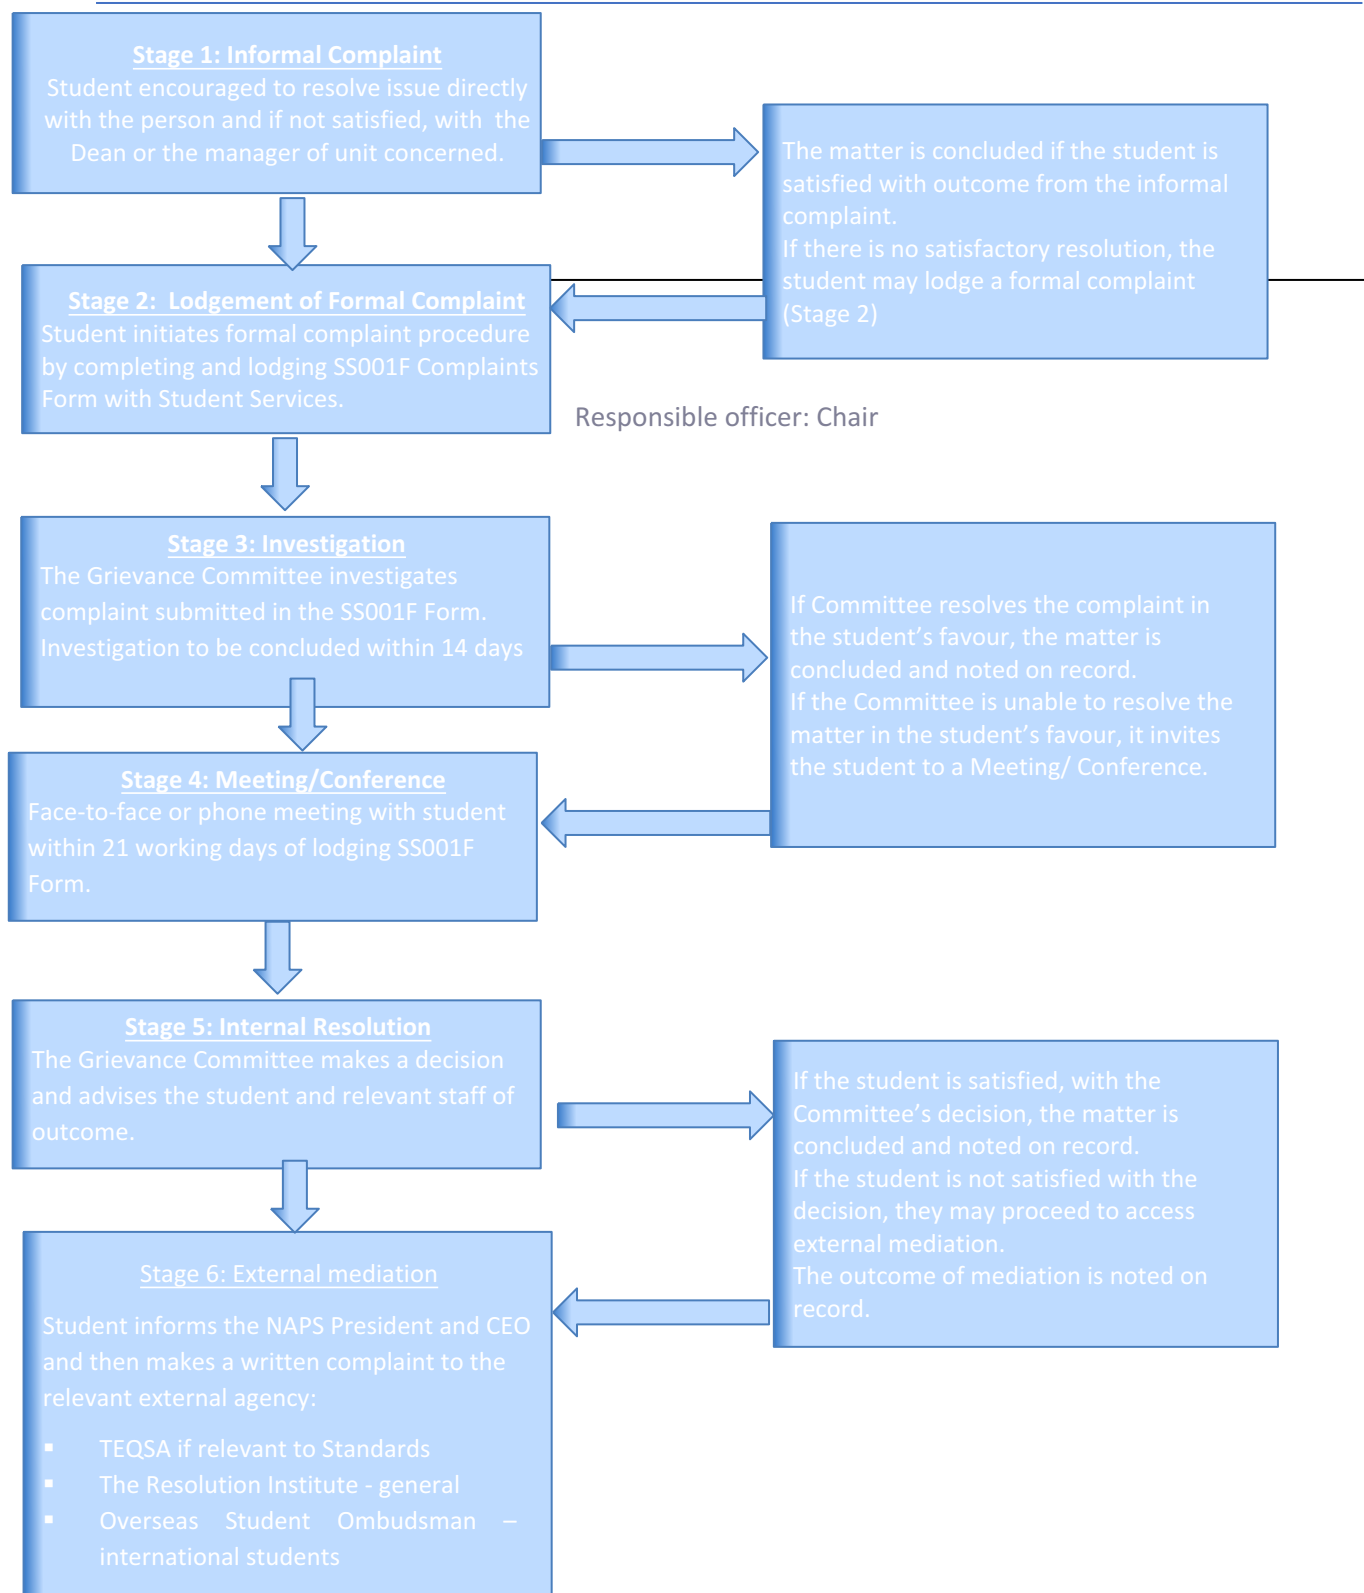 Stage 1: Informal Complaint
Student encouraged to resolve issue directly
with the person and if not satisfied, with the
Dean or the manager of unit concerned.
The matter is concluded if the student is
satisfied with outcome from the informal
complaint.
If there is no satisfactory resolution, the
student may lodge a formal complaint
(Stage 2)
Stage 2: Lodgement of Formal Complaint
Student initiates formal complaint procedure
by completing and lodging SS001F Complaints
Form with Student Services.
Responsible officer: Chair
Stage 3: Investigation
The Grievance Committee investigates
complaint submitted in the SS001F Form.
Investigation to be concluded within 14 days
If Committee resolves the complaint in
the student’s favour, the matter is
concluded and noted on record.
If the Committee is unable to resolve the
matter in the student’s favour, it invites
the student to a Meeting/ Conference.
Stage 4: Meeting/Conference
Face-to-face or phone meeting with student
within 21 working days of lodging SS001F
Form.
Stage 5: Internal Resolution
The Grievance Committee makes a decision
and advises the student and relevant staff of
outcome.
If the student is satisfied, with the
Committee’s decision, the matter is
concluded and noted on record.
If the student is not satisfied with the
decision, they may proceed to access
external mediation.
The outcome of mediation is noted on
record.
Stage 6: External mediation
Student informs the NAPS President and CEO
and then makes a written complaint to the
relevant external agency:
▪ TEQSA if relevant to Standards
▪ The Resolution Institute - general
▪ Overseas Student Ombudsman –
international students